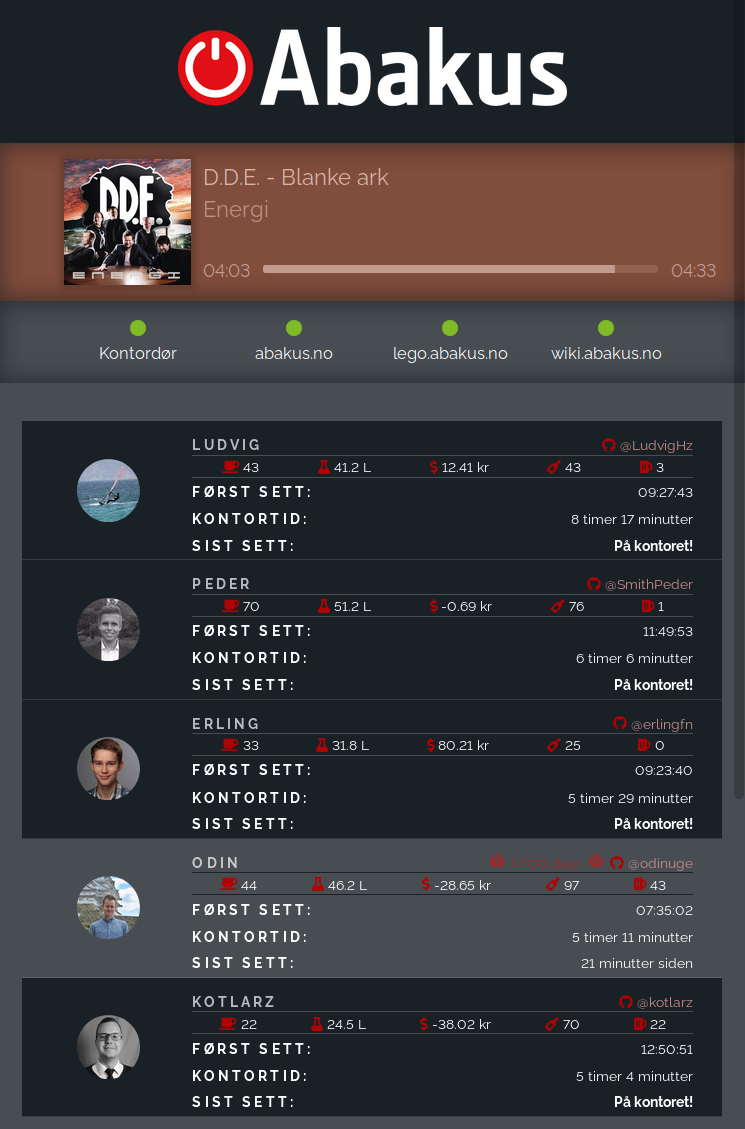 Abakus
D.D.E. - Blanke ark
Energi
D.D.E.
ENERGI
04:03 04:33
Kontordør abakus.no lego.abakus.no wiki.abakus.no
LUDVIG @LudvigHz
43 41.2 L 12.41 kr 43 3
FØRST SETT: 09:27:43
KONTORTID: 8 timer 17 minutter
SIST SETT: På kontoret!
PEDER @SmithPeder
70 51.2 L -0.69 kr 76 1
FØRST SETT: 11:49:53
KONTORTID: 6 timer 6 minutter
SIST SETT: På kontoret!
ERLING @erlingfn
33 31.8 L 80.21 kr 25 0
FØRST SETT: 09:23:40
KONTORTID: 5 timer 29 minutter
SIST SETT: På kontoret!
ODIN @odinuge
44 46.2 L -28.65 kr 97 43
FØRST SETT: 07:35:02
KONTORTID: 5 timer 11 minutter
SIST SETT: 21 minutter siden
KOTLARZ @kotlarz
22 24.5 L -38.02 kr 70 22
FØRST SETT: 12:50:51
KONTORTID: 5 timer 4 minutter
SIST SETT: På kontoret!